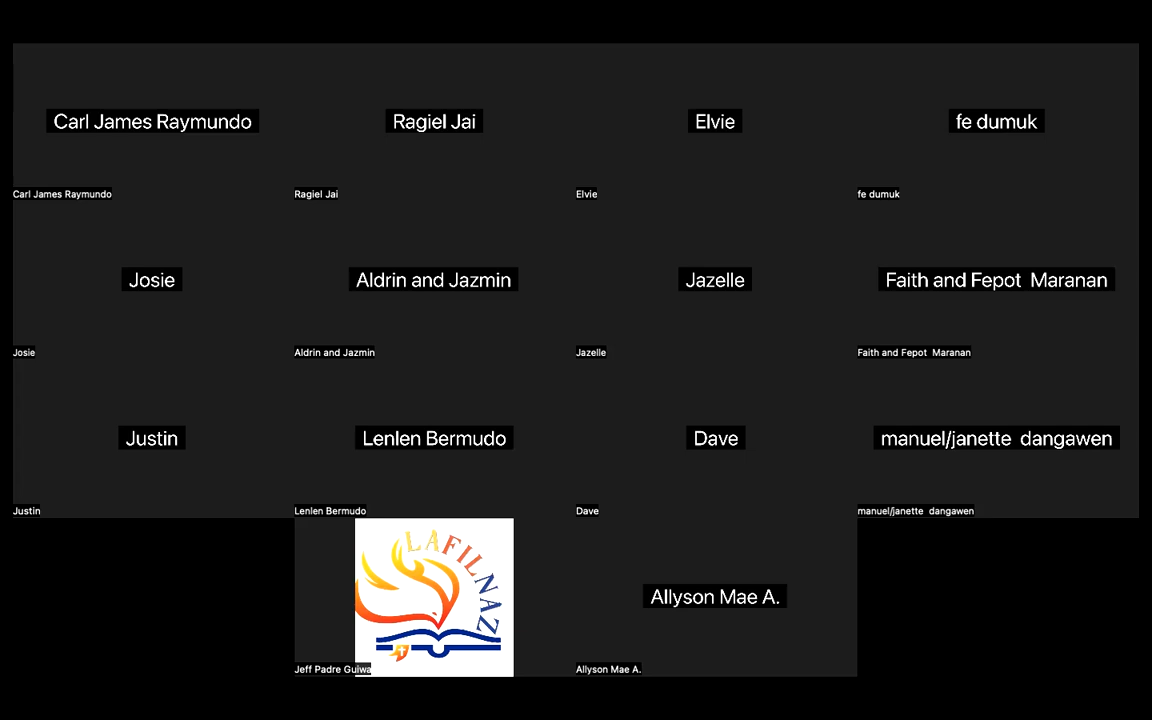 Carl James Raymundo
Ragiel Jai
Elvie
fe dumuk
Carl James Raymundo
Ragiel Jai
Elvie
fe dumuk
Josie
Aldrin and Jazmin
Jazelle
Faith and Fepot Maranan
Josie
Aldrin and Jazmin
Jazelle
Faith and Fepot Maranan
Justin
Lenlen Bermudo
Dave
manuel/janette dangawen
Justin
Lenlen Bermudo
Dave
manuel/janette dangawen
LAFILNAZ
Allyson Mae A.
Jeff Padre Guiwa
Allyson Mae A.